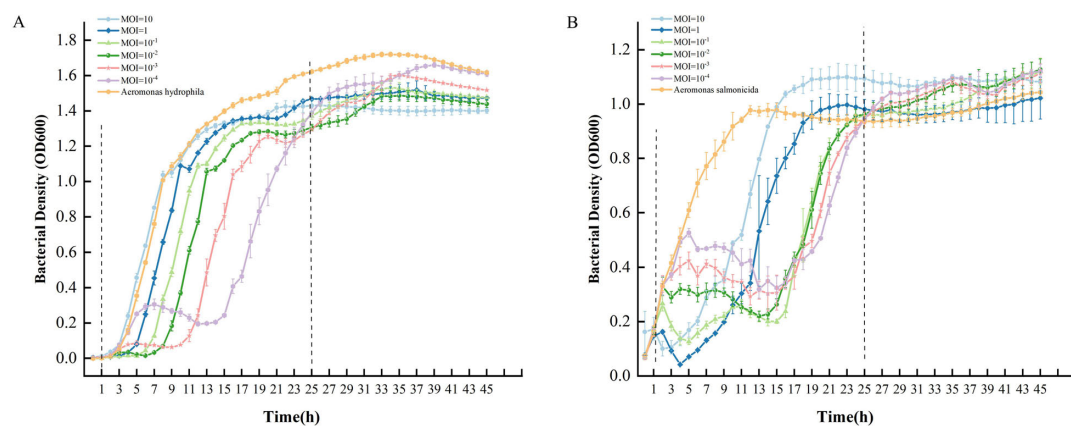 A
MOI=10
MOI=1
MOI=10⁻¹
MOI=10⁻²
MOI=10⁻³
MOI=10⁻⁴
Aeromonas hydrophila
Bacterial Density (OD600)
1.8
1.6
1.4
1.2
1.0
0.8
0.6
0.4
0.2
0.0
1 3 5 7 9 11 13 15 17 19 21 23 25 27 29 31 33 35 37 39 41 43 45
Time(h)
B
MOI=10
MOI=1
MOI=10⁻¹
MOI=10⁻²
MOI=10⁻³
MOI=10⁻⁴
Aeromonas salmonicida
Bacterial Density (OD600)
1.2
1.0
0.8
0.6
0.4
0.2
0.0
1 3 5 7 9 11 13 15 17 19 21 23 25 27 29 31 33 35 37 39 41 43 45
Time(h)